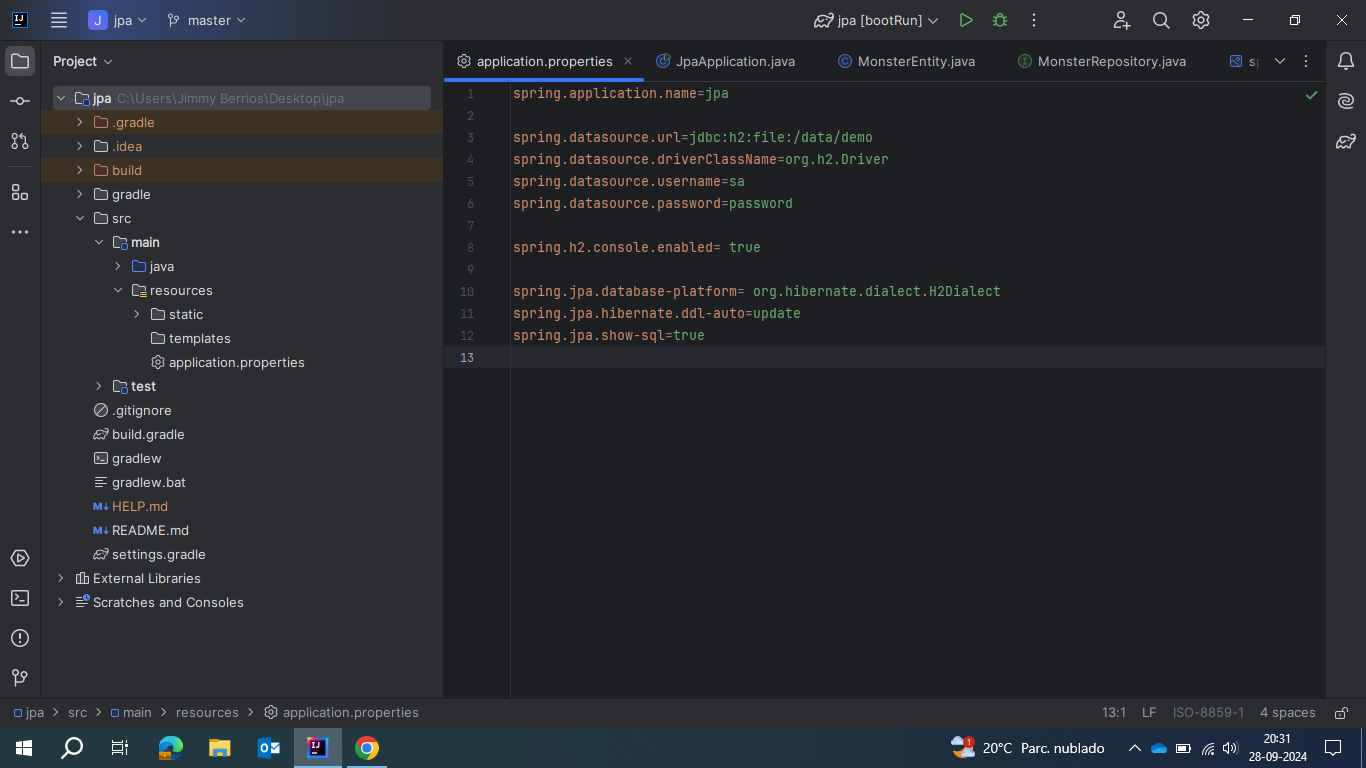 J jpa master jpa [bootRun]
Project
application.properties JpaApplication.java MonsterEntity.java MonsterRepository.java
jpa C:\Users\Jimmy Berrios\Desktop\jpa
.gradle
.idea
build
gradle
src
main
java
resources
static
templates
application.properties
test
.gitignore
build.gradle
gradlew
gradlew.bat
M↓ HELP.md
M↓ README.md
settings.gradle
External Libraries
Scratches and Consoles
1 spring.application.name=jpa
2
3 spring.datasource.url=jdbc:h2:file:/data/demo
4 spring.datasource.driverClassName=org.h2.Driver
5 spring.datasource.username=sa
6 spring.datasource.password=password
7
8 spring.h2.console.enabled= true
9
10 spring.jpa.database-platform= org.hibernate.dialect.H2Dialect
11 spring.jpa.hibernate.ddl-auto=update
12 spring.jpa.show-sql=true
13
jpa > src > main > resources > application.properties
13:1 LF ISO-8859-1 4 spaces
1 20°C Parc. nublado
20:31
28-09-2024